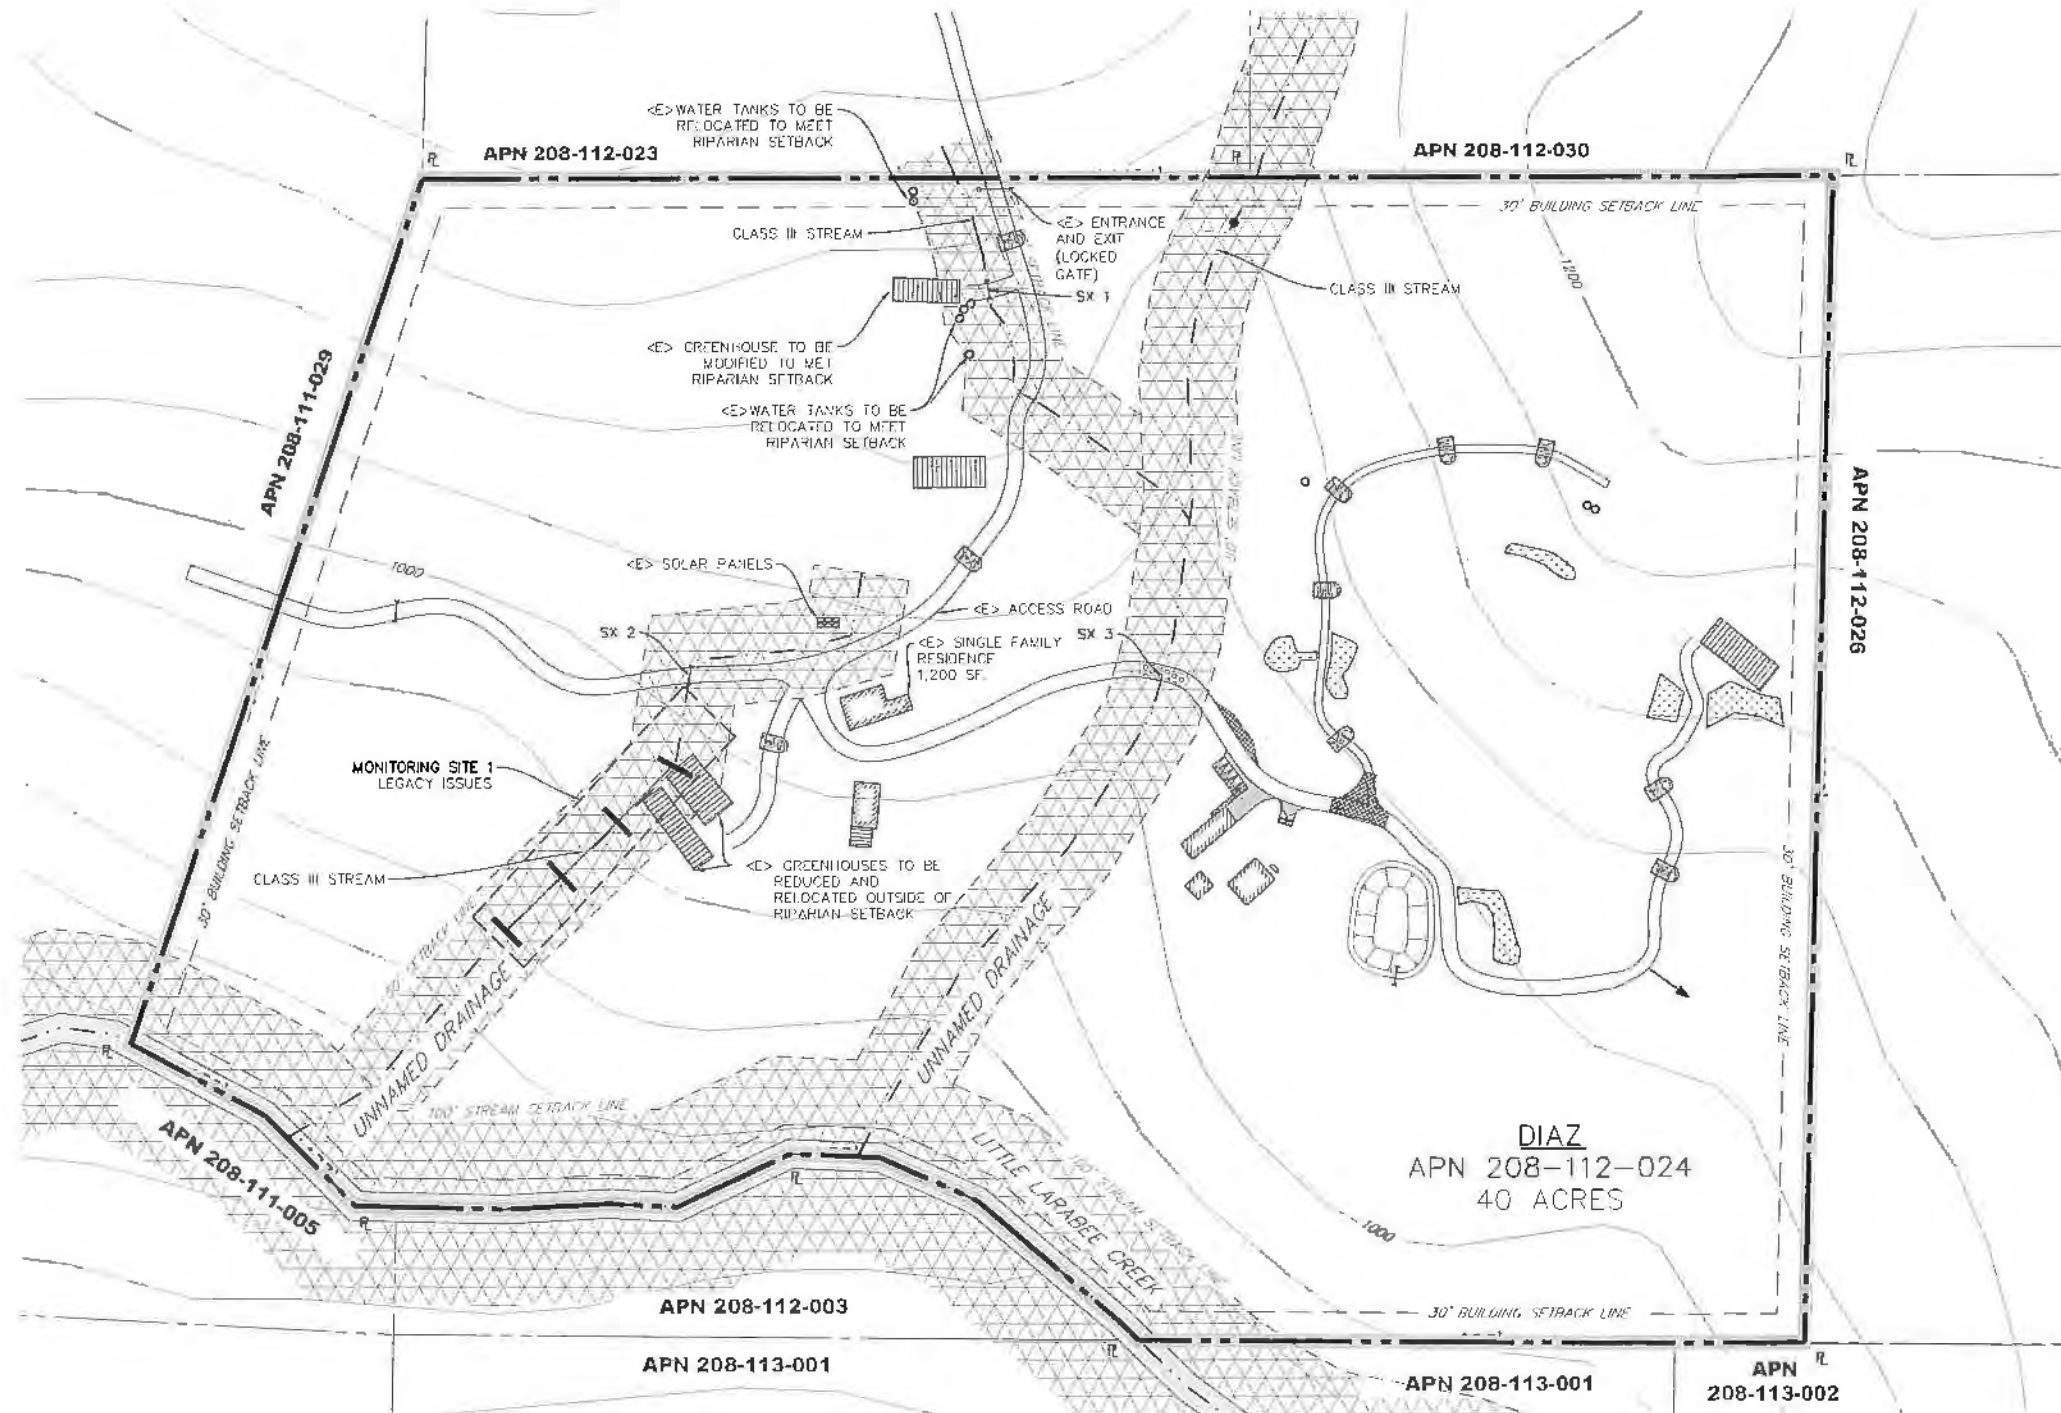 <E> WATER TANKS TO BE
RELOCATED TO MEET
RIPARIAN SETBACK
APN 208-112-023
APN 208-112-030
30' BUILDING SETBACK LINE
CLASS III STREAM
<E> ENTRANCE
AND EXIT
(LOCKED
GATE)
SX 1
CLASS III STREAM
1200
<E> GREENHOUSE TO BE
MODIFIED TO MET
RIPARIAN SETBACK
<E> WATER TANKS TO BE
RELOCATED TO MEET
RIPARIAN SETBACK
APN 208-111-029
APN 208-112-026
1000
<E> SOLAR PANELS
<E> ACCESS ROAD
SX 2
<E> SINGLE FAMILY
RESIDENCE
1,200 SF.
SX 3
MONITORING SITE 1
LEGACY ISSUES
30' BUILDING SETBACK LINE
CLASS III STREAM
<E> GREENHOUSES TO BE
REDUCED AND
RELOCATED OUTSIDE OF
RIPARIAN SETBACK
30' BUILDING SETBACK LINE
UNNAMED DRAINAGE
UNNAMED DRAINAGE
100' STREAM SETBACK LINE
APN 208-111-005
LITTLE LARABEE CREEK
100' STREAM SETBACK LINE
DIAZ
APN 208-112-024
40 ACRES
1000
APN 208-112-003
30' BUILDING SETBACK LINE
APN 208-113-001
APN 208-113-001
APN
208-113-002